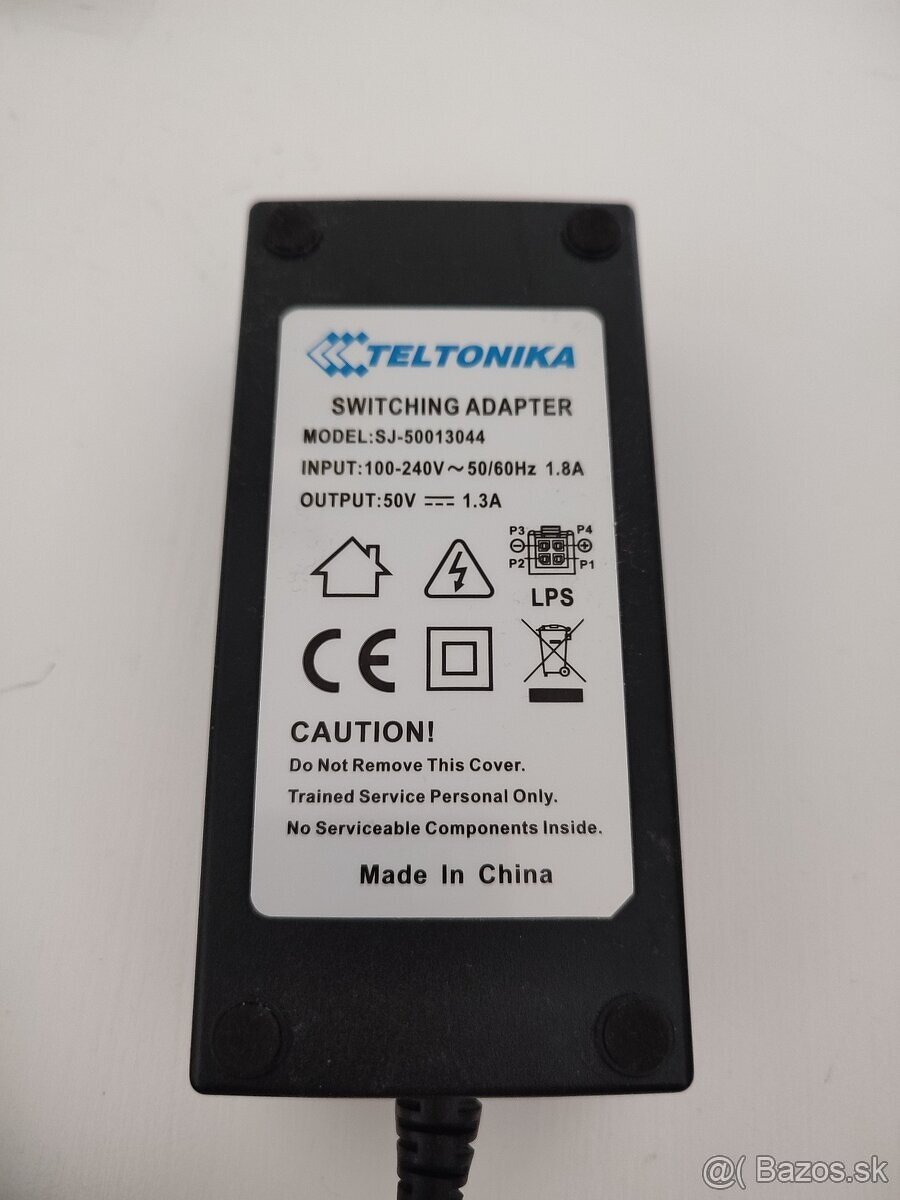 TELTONIKA
SWITCHING ADAPTER
MODEL:SJ-50013044
INPUT:100-240V～50/60Hz 1.8A
OUTPUT:50V ⎓ 1.3A
P3 P4
P2 P1
LPS
CE
CAUTION!
Do Not Remove This Cover.
Trained Service Personal Only.
No Serviceable Components Inside.
Made In China
@( Bazos.sk